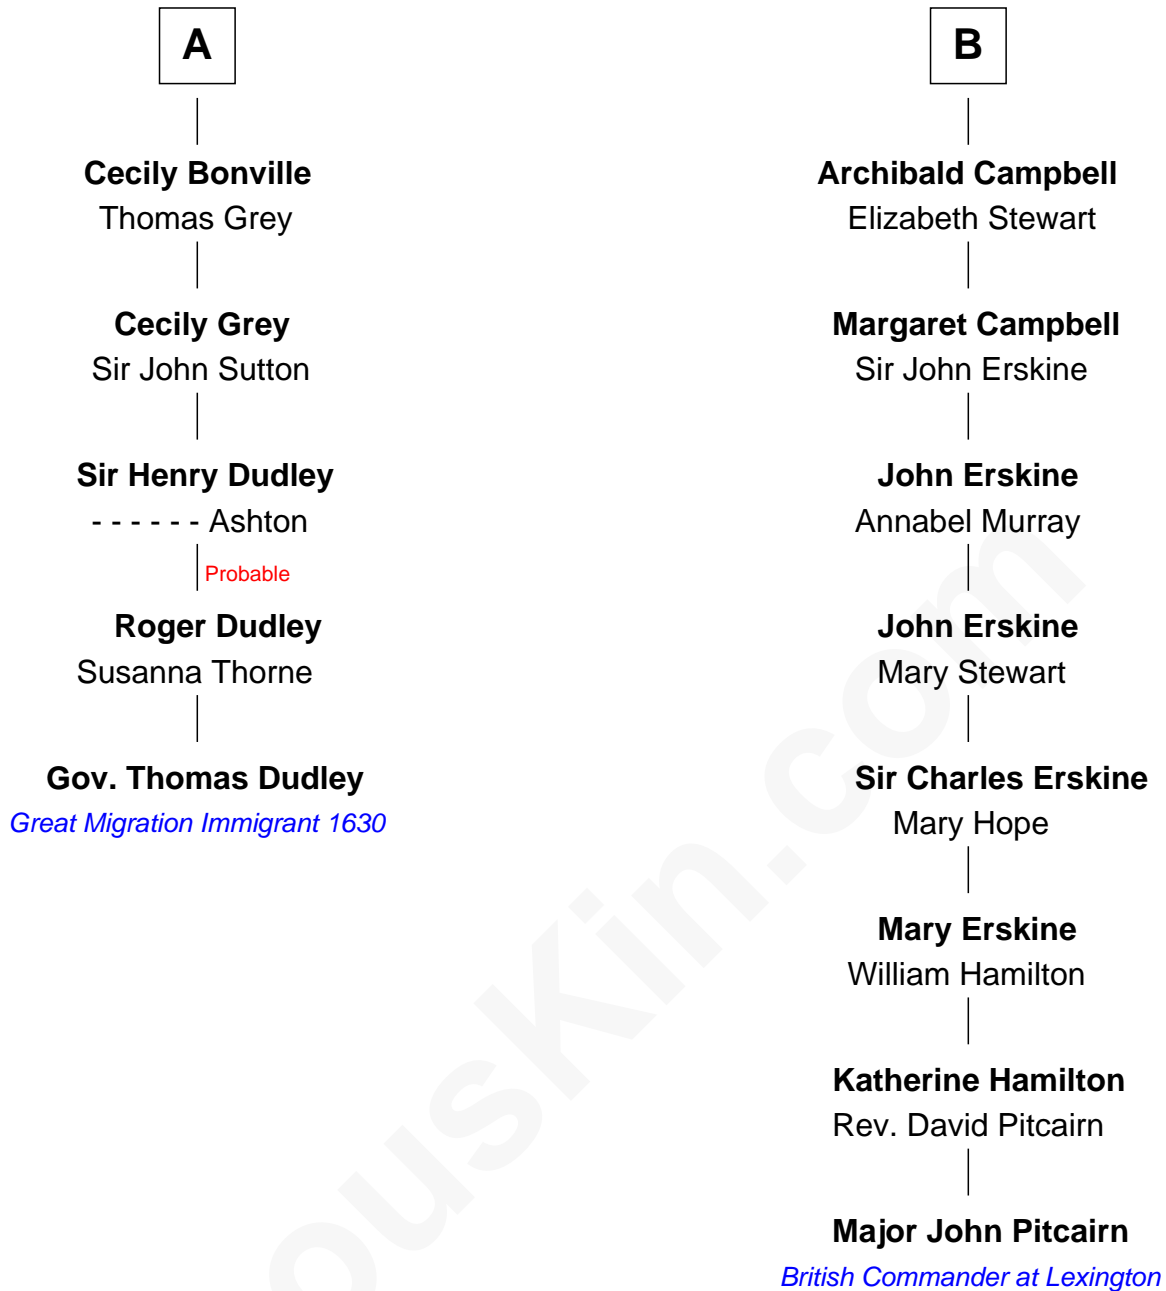 A
Cecily Bonville
Thomas Grey
Cecily Grey
Sir John Sutton
Sir Henry Dudley
- - - - - - Ashton
Probable
Roger Dudley
Susanna Thorne
Gov. Thomas Dudley
Great Migration Immigrant 1630
B
Archibald Campbell
Elizabeth Stewart
Margaret Campbell
Sir John Erskine
John Erskine
Annabel Murray
John Erskine
Mary Stewart
Sir Charles Erskine
Mary Hope
Mary Erskine
William Hamilton
Katherine Hamilton
Rev. David Pitcairn
Major John Pitcairn
British Commander at Lexington
ousKin.com